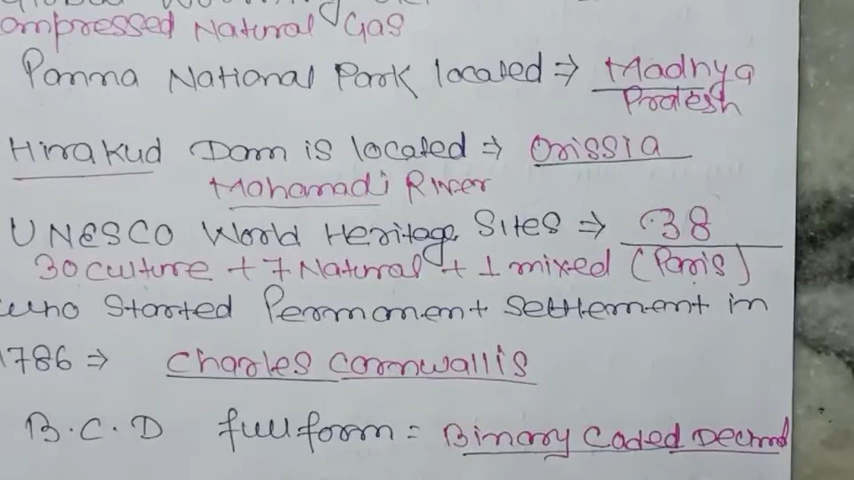 ompressed Natural Gas
Panna National Park located ⇒ Madhya
Pradesh
Hirakud Dam is located ⇒ Orissia
Mahanadi River
UNESCO World Heritage Sites ⇒ 38
30 culture + 7 Natural + 1 mixed (Paris)
who Started Permanent Settlement in
1786 ⇒ Charles Cornwallis
B.C.D fullform = Binary Coded Decimal